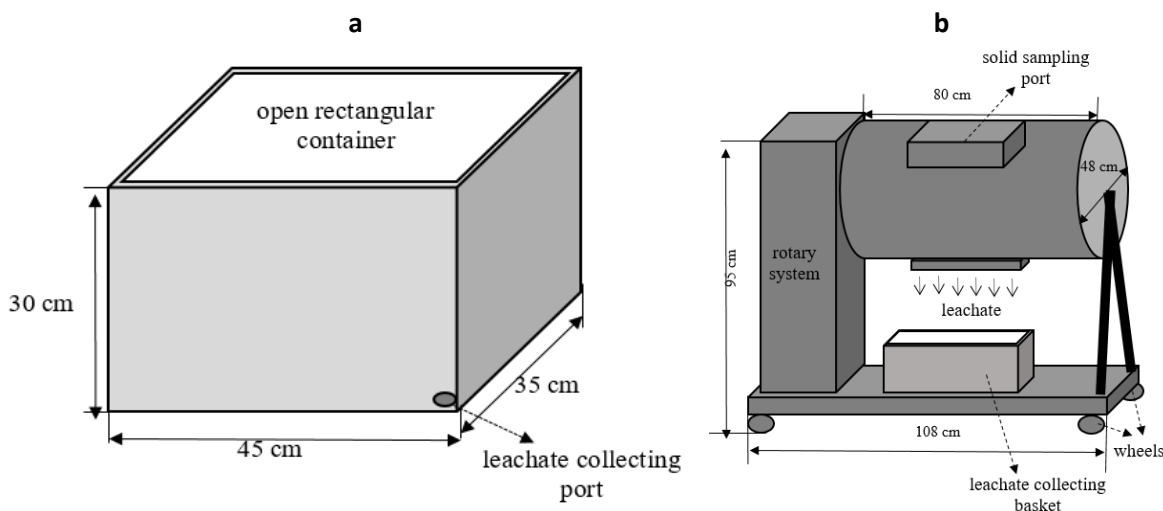 a
open rectangular
container
30 cm
35 cm
45 cm
leachate collecting
port
b
solid sampling
port
80 cm
48 cm
95 cm
rotary
system
leachate
108 cm
wheels
leachate collecting
basket